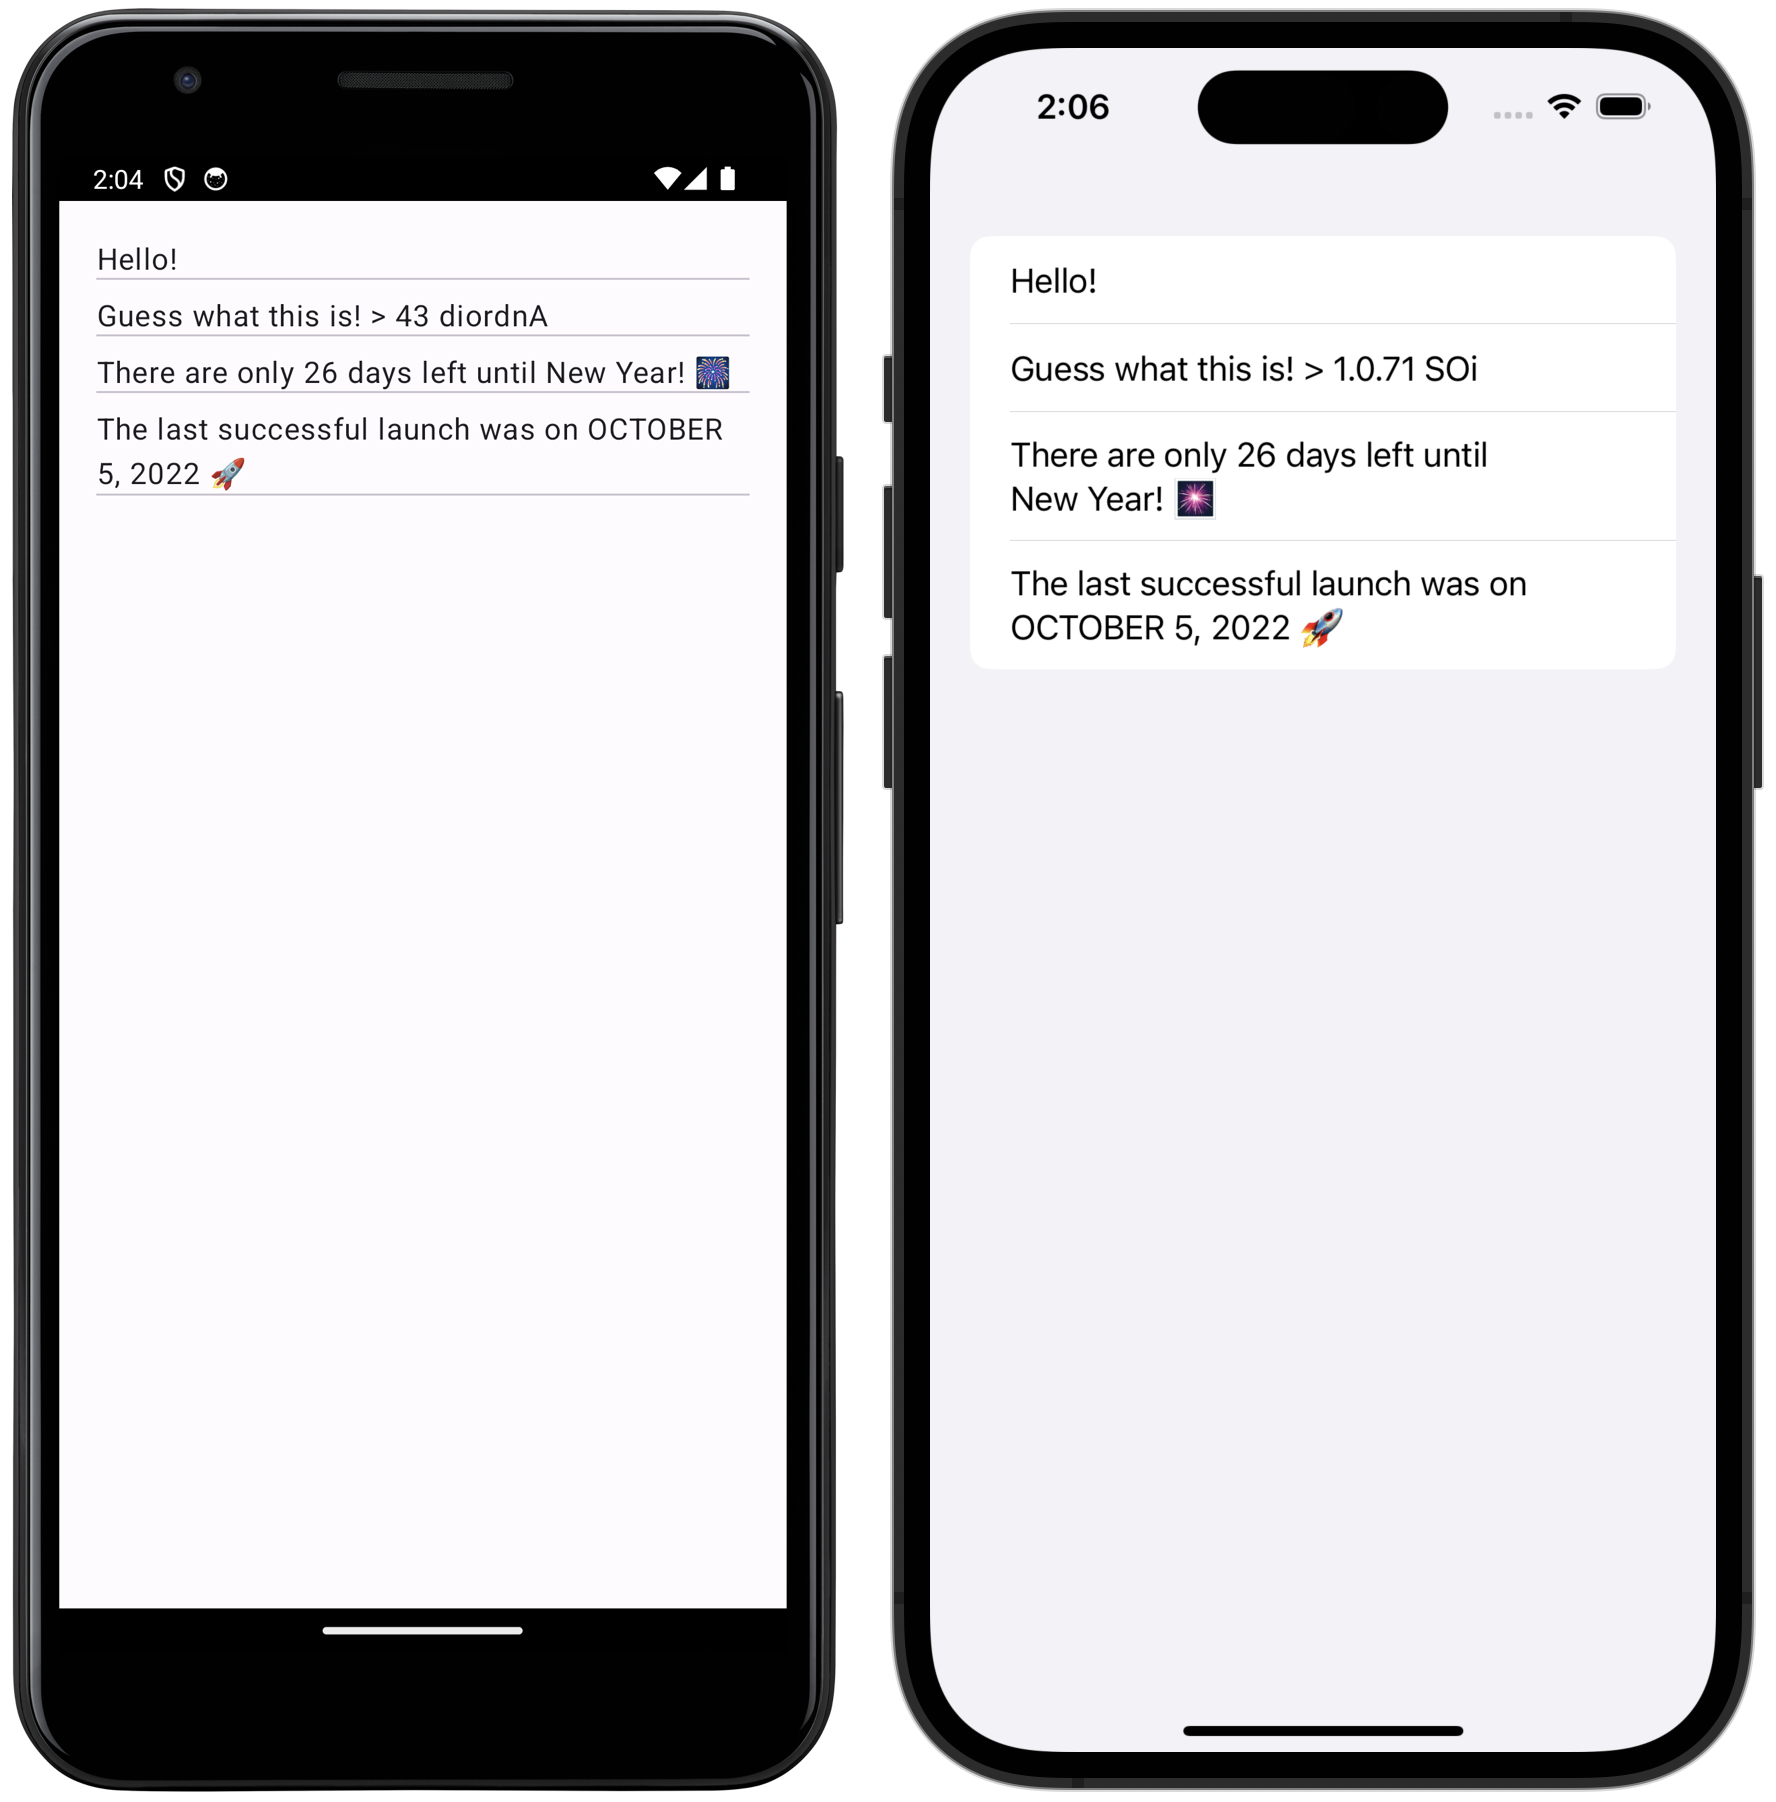 2:04
Hello!
Guess what this is! > 43 diordnA
There are only 26 days left until New Year! 🎆
The last successful launch was on OCTOBER
5, 2022 🚀
2:06
Hello!
Guess what this is! > 1.0.71 SOi
There are only 26 days left until
New Year! 🎆
The last successful launch was on
OCTOBER 5, 2022 🚀